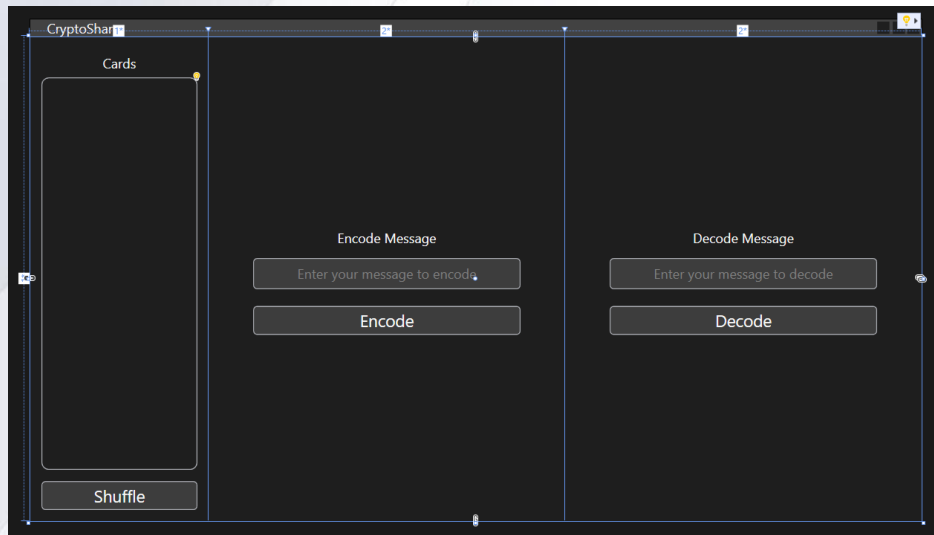 CryptoShar
1*
2*
2*
Cards
Encode Message
Decode Message
Enter your message to encode
Enter your message to decode
Encode
Decode
Shuffle